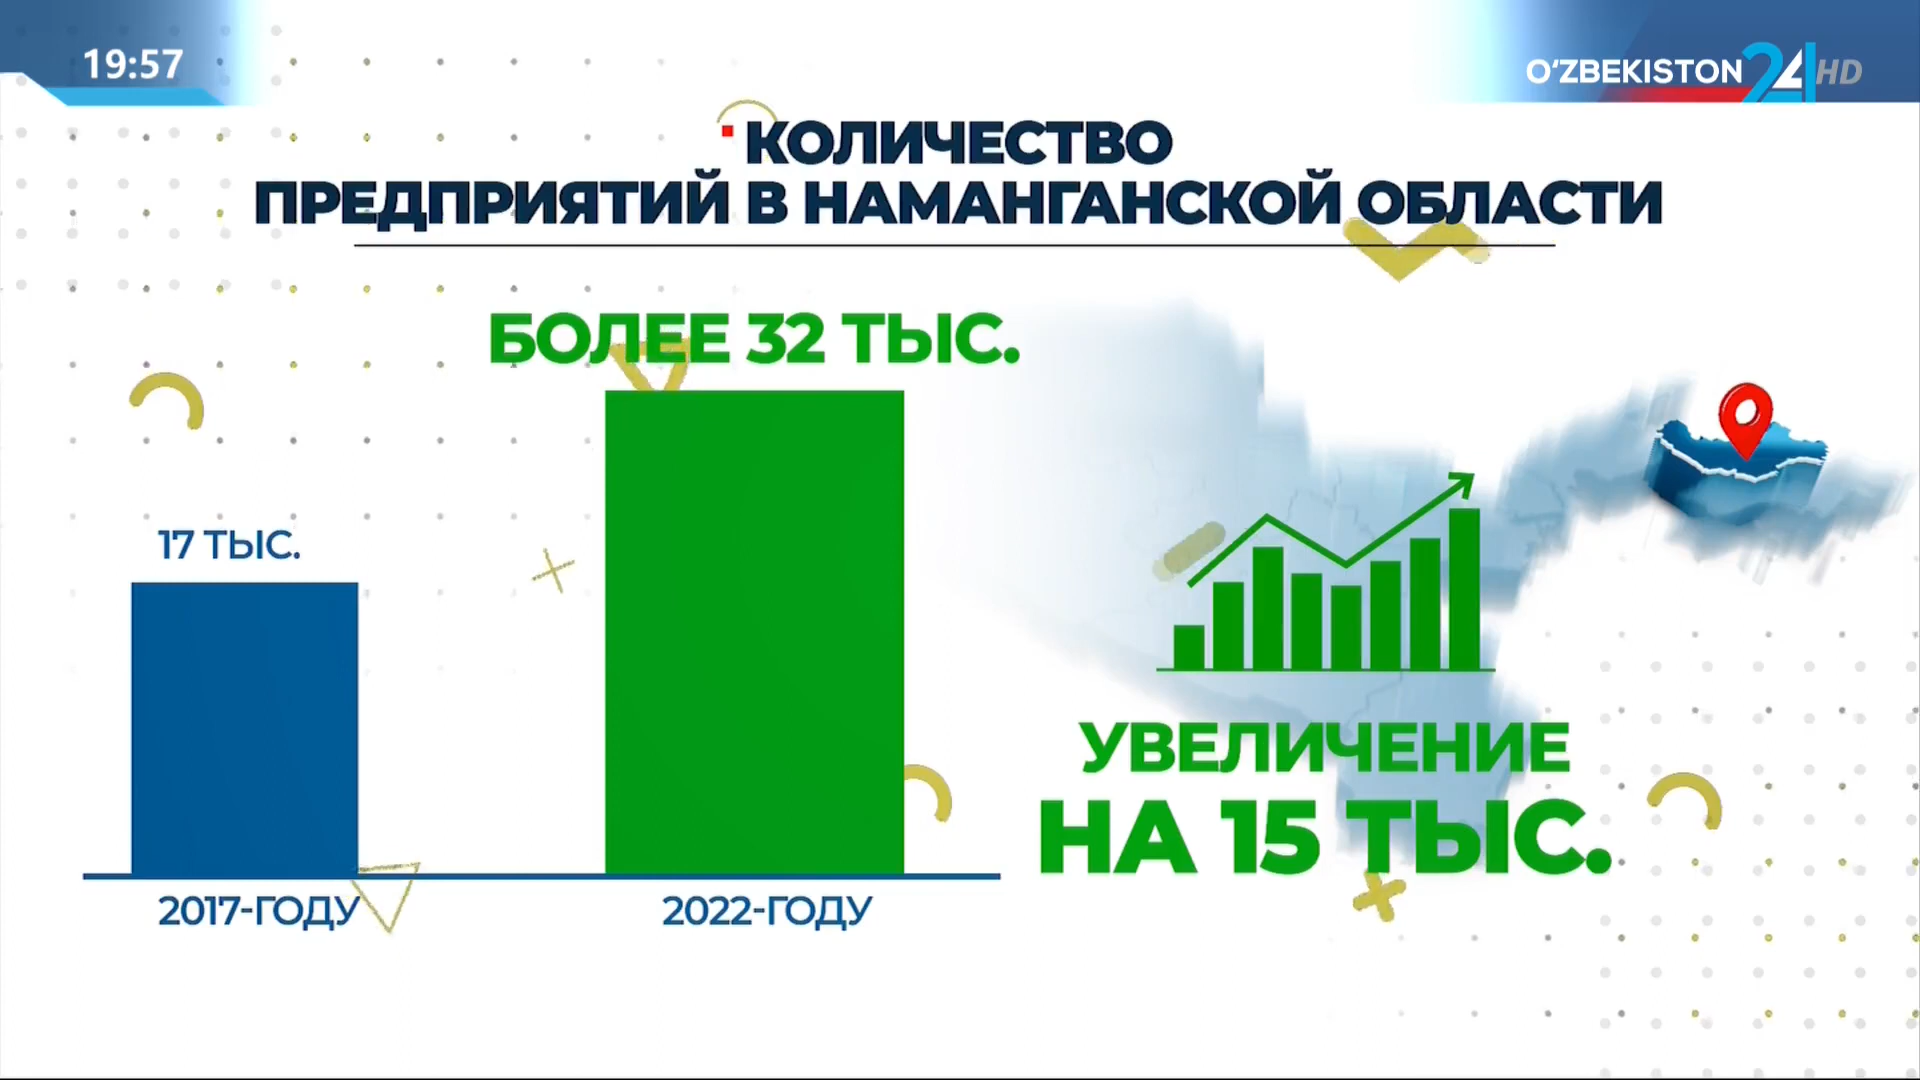 19:57
O‘ZBEKISTON 24 HD
КОЛИЧЕСТВО
ПРЕДПРИЯТИЙ В НАМАНГАНСКОЙ ОБЛАСТИ
БОЛЕЕ 32 ТЫС.
17 ТЫС.
УВЕЛИЧЕНИЕ
НА 15 ТЫС.
2017-ГОДУ
2022-ГОДУ